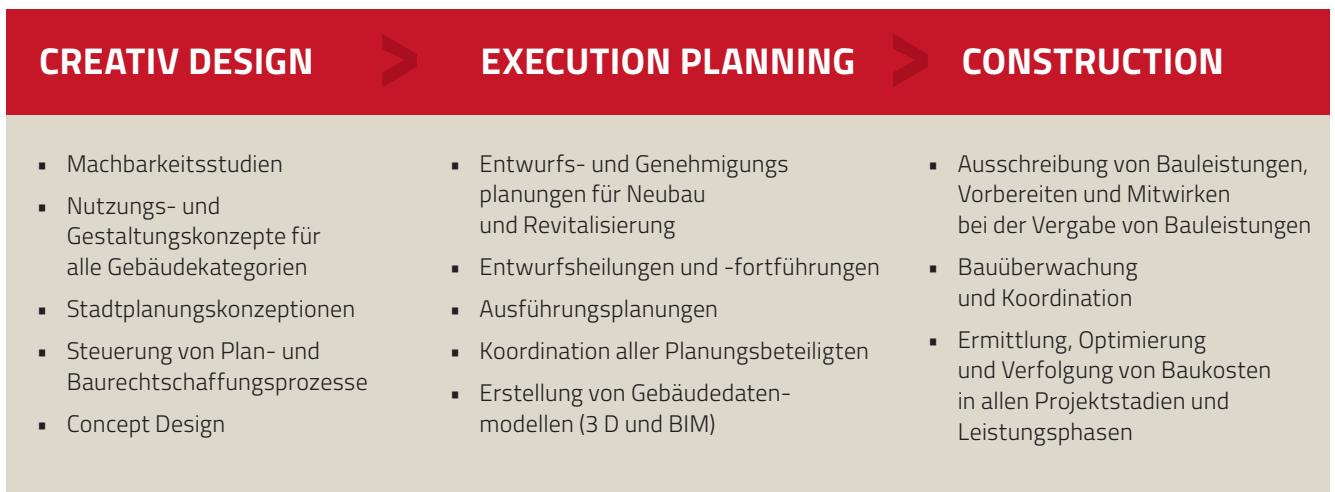 CREATIV DESIGN > EXECUTION PLANNING > CONSTRUCTION
▪ Machbarkeitsstudien
▪ Nutzungs- und
Gestaltungskonzepte für
alle Gebäudekategorien
▪ Stadtplanungskonzeptionen
▪ Steuerung von Plan- und
Baurechtschaffungsprozesse
▪ Concept Design
▪ Entwurfs- und Genehmigungs
planungen für Neubau
und Revitalisierung
▪ Entwurfsheilungen und -fortführungen
▪ Ausführungsplanungen
▪ Koordination aller Planungsbeteiligten
▪ Erstellung von Gebäudedaten-
modellen (3 D und BIM)
▪ Ausschreibung von Bauleistungen,
Vorbereiten und Mitwirken
bei der Vergabe von Bauleistungen
▪ Bauüberwachung
und Koordination
▪ Ermittlung, Optimierung
und Verfolgung von Baukosten
in allen Projektstadien und
Leistungsphasen